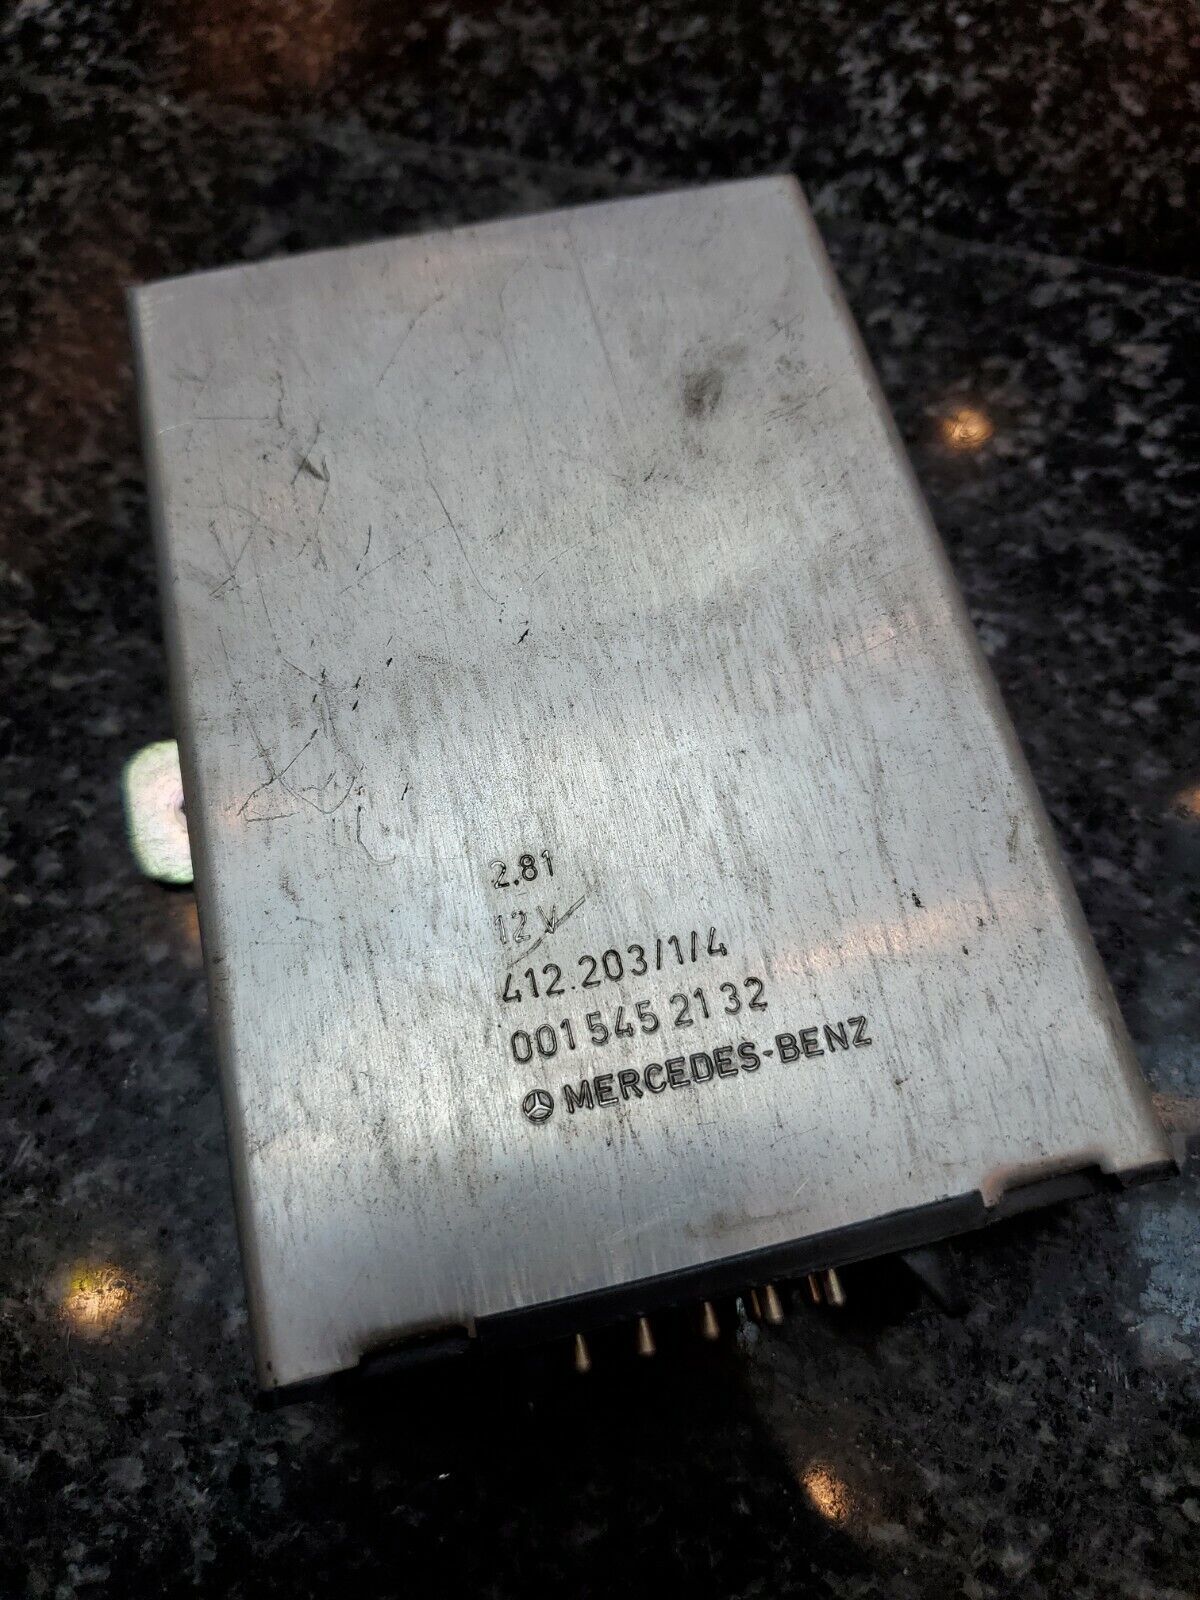 2.81
12 V
412.203/1/4
001 545 21 32
MERCEDES-BENZ